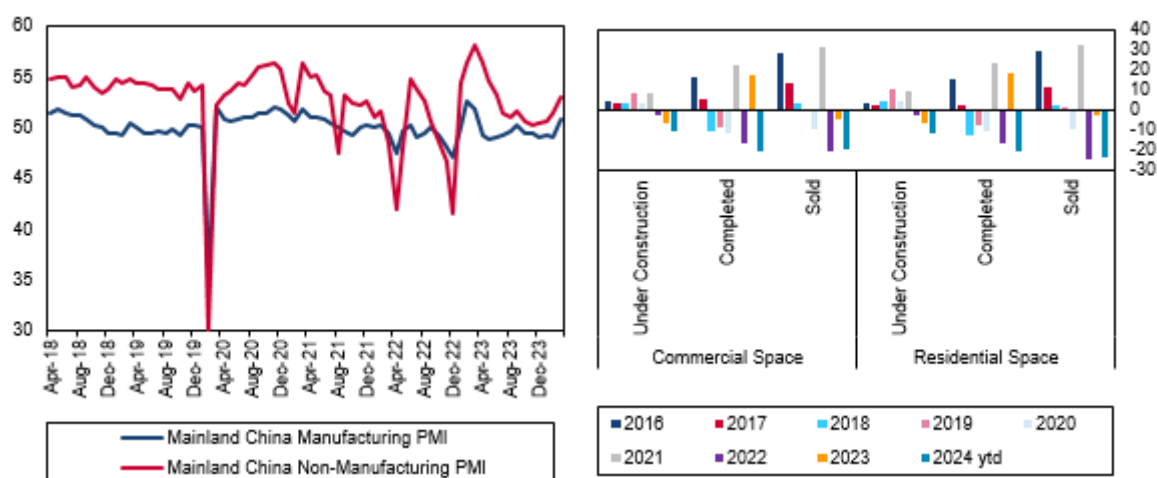 60
55
50
45
40
35
30
Apr-18
Aug-18
Dec-18
Apr-19
Aug-19
Dec-19
Apr-20
Aug-20
Dec-20
Apr-21
Aug-21
Dec-21
Apr-22
Aug-22
Dec-22
Apr-23
Aug-23
Dec-23
Mainland China Manufacturing PMI
Mainland China Non-Manufacturing PMI
40
30
20
10
0
-10
-20
-30
Under Construction
Completed
Sold
Under Construction
Completed
Sold
Commercial Space Residential Space
2016 2017 2018 2019 2020
2021 2022 2023 2024 ytd